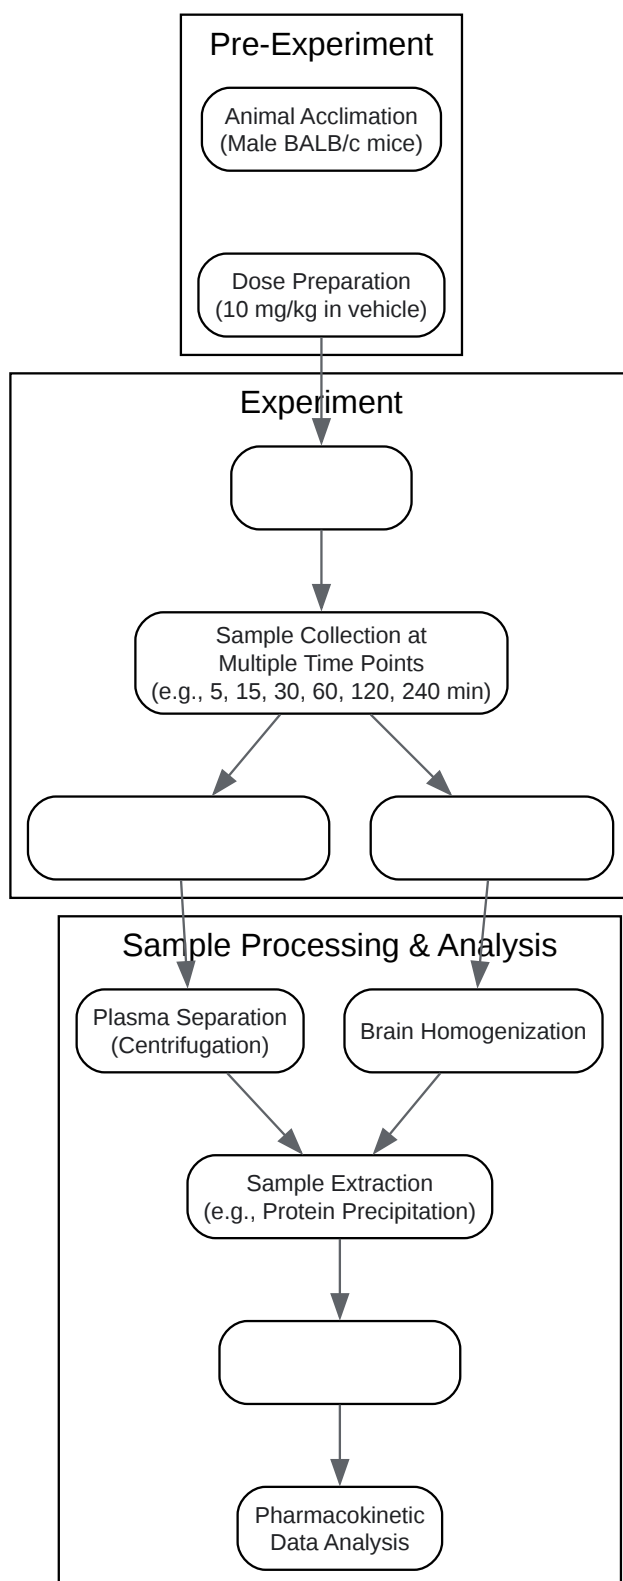 Pre-Experiment
Animal Acclimation
(Male BALB/c mice)
Dose Preparation
(10 mg/kg in vehicle)
Experiment
Sample Collection at
Multiple Time Points
(e.g., 5, 15, 30, 60, 120, 240 min)
Sample Processing & Analysis
Plasma Separation
(Centrifugation)
Brain Homogenization
Sample Extraction
(e.g., Protein Precipitation)
Pharmacokinetic
Data Analysis